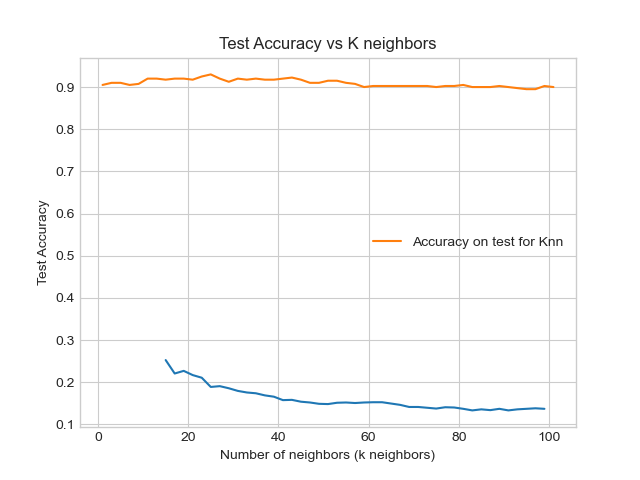 Test Accuracy vs K neighbors
Test Accuracy
0.9
0.8
0.7
0.6
0.5
0.4
0.3
0.2
0.1
Accuracy on test for Knn
0 20 40 60 80 100
Number of neighbors (k neighbors)